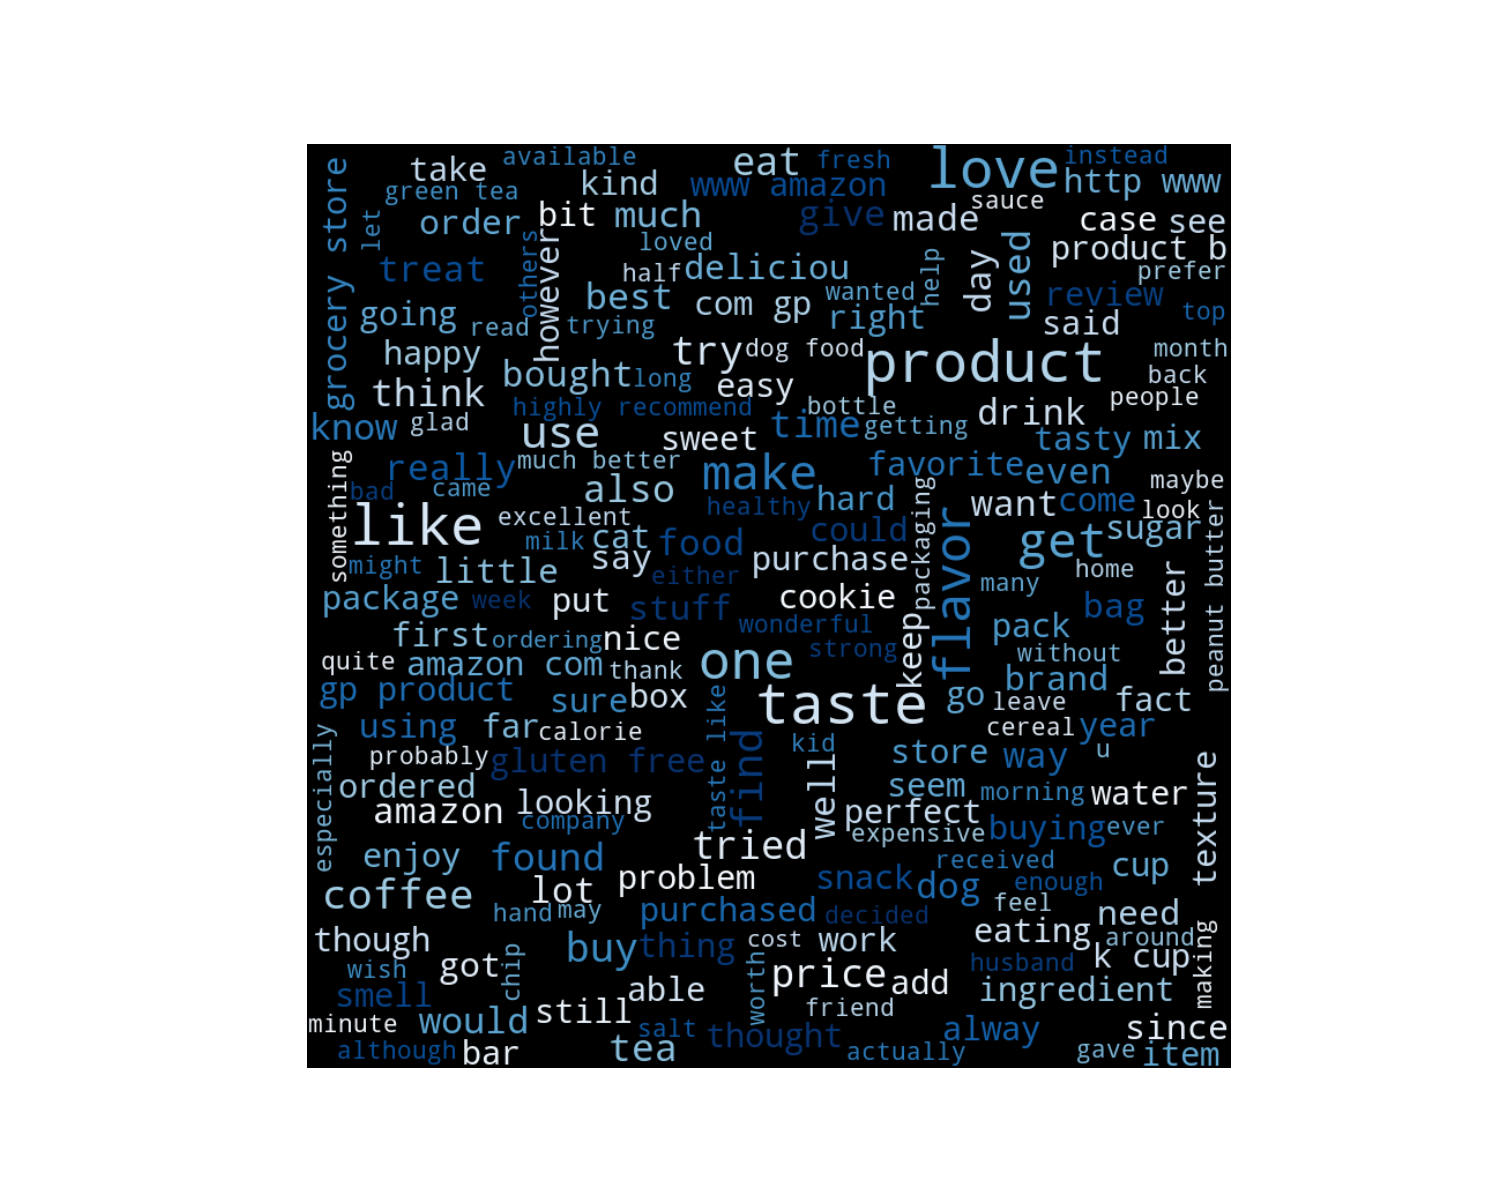 take
available
eat
fresh
love
instead
grocery store
green tea
kind
www amazon
http www
let
order
bit
much
give
made
sauce
case
see
others
however
loved
product b
treat
half
deliciou
help
day
used
prefer
going
best
com gp
wanted
review
top
read
trying
right
said
happy
try
dog food
product
month
think
bought
long
easy
back
people
highly recommend
bottle
drink
know
glad
use
sweet
time
getting
tasty
mix
something
really
much better
make
favorite
even
bad
came
also
healthy
hard
packaging
want
come
maybe
look
like
excellent
milk
cat
food
could
flavor
get
sugar
peanut butter
say
purchase
might
little
either
many
home
better
package
week
put
stuff
cookie
bag
first
ordering
nice
wonderful
keep
pack
quite
amazon com
thank
one
strong
without
gp product
sure
box
taste
go
brand
leave
fact
using
far
calorie
taste like
find
kid
cereal
year
especially
probably
gluten free
well
store
way
u
texture
ordered
seem
morning
water
amazon
looking
company
perfect
expensive
buying
ever
enjoy
found
tried
received
cup
coffee
lot
problem
snack
dog
enough
hand
may
purchased
decided
feel
need
though
buy
thing
cost
work
eating
around
making
wish
got
chip
worth
price
add
husband
k cup
smell
able
friend
ingredient
minute
would
still
salt
thought
alway
since
although
bar
tea
actually
gave
item